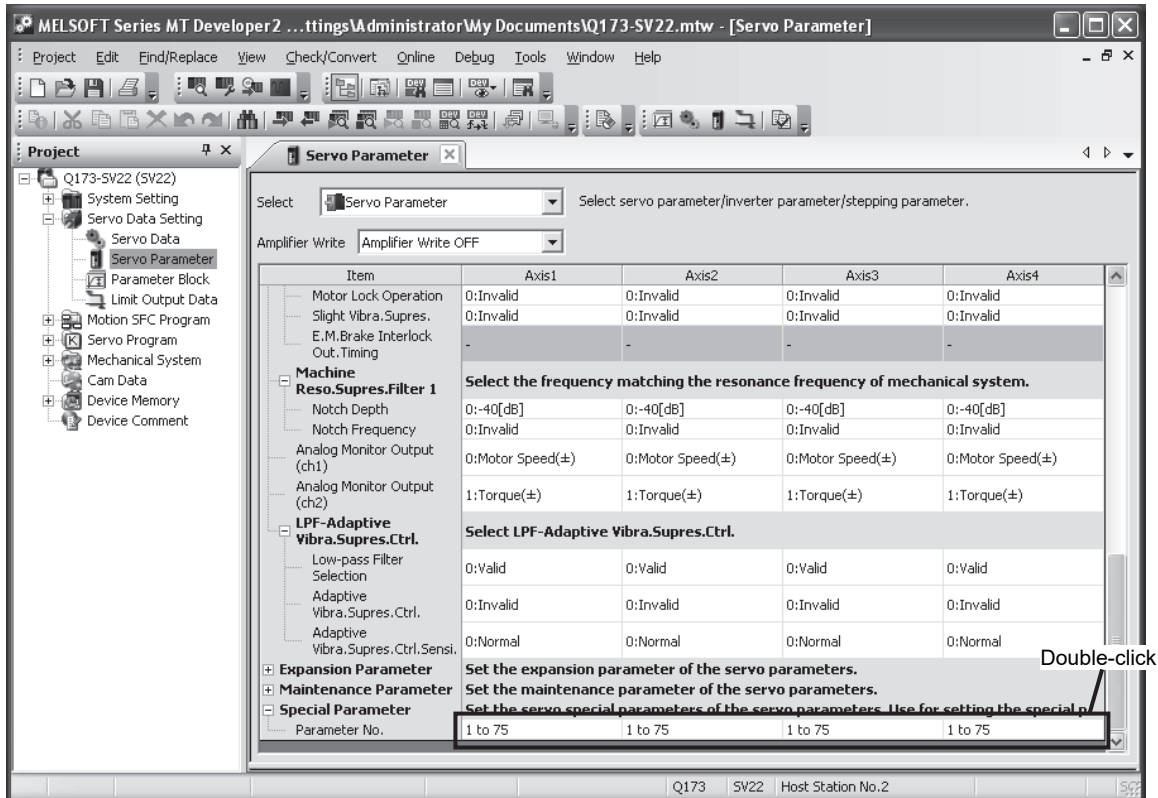 MELSOFT Series MT Developer2 ...ttings\Administrator\My Documents\Q173-SV22.mtw - [Servo Parameter]
Project Edit Find/Replace View Check/Convert Online Debug Tools Window Help
Project
Servo Parameter
Q173-SV22 (SV22)
System Setting
Servo Data Setting
Servo Data
Servo Parameter
Parameter Block
Limit Output Data
Motion SFC Program
Servo Program
Mechanical System
Cam Data
Device Memory
Device Comment
Select Servo Parameter Select servo parameter/inverter parameter/stepping parameter.
Amplifier Write Amplifier Write OFF
Item Axis1 Axis2 Axis3 Axis4
Motor Lock Operation 0:Invalid 0:Invalid 0:Invalid 0:Invalid
Slight Vibra.Supres. 0:Invalid 0:Invalid 0:Invalid 0:Invalid
E.M.Brake Interlock
Out.Timing - - - -
Machine
Reso.Supres.Filter 1 Select the frequency matching the resonance frequency of mechanical system.
Notch Depth 0:-40[dB] 0:-40[dB] 0:-40[dB] 0:-40[dB]
Notch Frequency 0:Invalid 0:Invalid 0:Invalid 0:Invalid
Analog Monitor Output
(ch1) 0:Motor Speed(±) 0:Motor Speed(±) 0:Motor Speed(±) 0:Motor Speed(±)
Analog Monitor Output
(ch2) 1:Torque(±) 1:Torque(±) 1:Torque(±) 1:Torque(±)
LPF-Adaptive
Vibra.Supres.Ctrl. Select LPF-Adaptive Vibra.Supres.Ctrl.
Low-pass Filter
Selection 0:Valid 0:Valid 0:Valid 0:Valid
Adaptive
Vibra.Supres.Ctrl. 0:Invalid 0:Invalid 0:Invalid 0:Invalid
Adaptive
Vibra.Supres.Ctrl.Sensi. 0:Normal 0:Normal 0:Normal 0:Normal
Double-click
Expansion Parameter Set the expansion parameter of the servo parameters.
Maintenance Parameter Set the maintenance parameter of the servo parameters.
Special Parameter Set the servo special parameters of the servo parameters. Use for setting the special p
Parameter No. 1 to 75 1 to 75 1 to 75 1 to 75
Q173 SV22 Host Station No.2